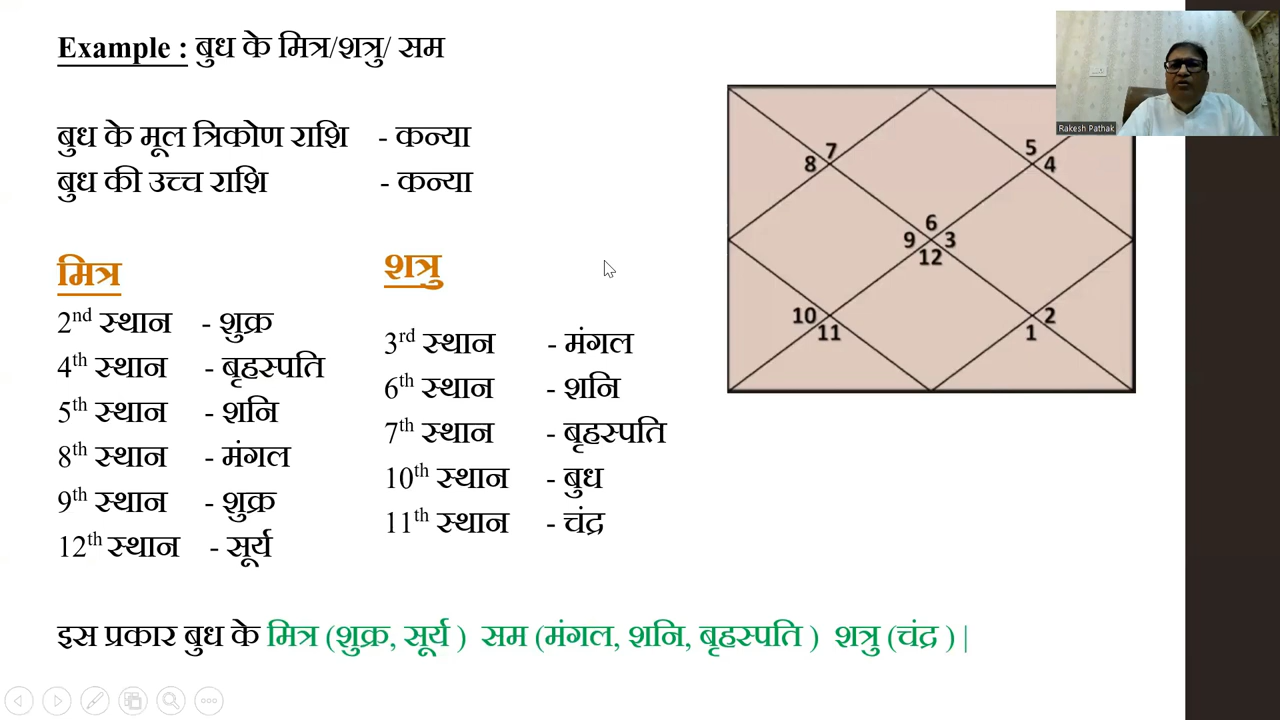 Example : बुध के मित्र/शत्रु/ सम
बुध के मूल त्रिकोण राशि - कन्या
बुध की उच्च राशि - कन्या
मित्र
2nd स्थान - शुक्र
4th स्थान - बृहस्पति
5th स्थान - शनि
8th स्थान - मंगल
9th स्थान - शुक्र
12th स्थान - सूर्य
शत्रु
3rd स्थान - मंगल
6th स्थान - शनि
7th स्थान - बृहस्पति
10th स्थान - बुध
11th स्थान - चंद्र
7
8
5
4
6
9 3
12
10
11
2
1
Rakesh Pathak
इस प्रकार बुध के मित्र (शुक्र, सूर्य ) सम (मंगल, शनि, बृहस्पति ) शत्रु (चंद्र ) |